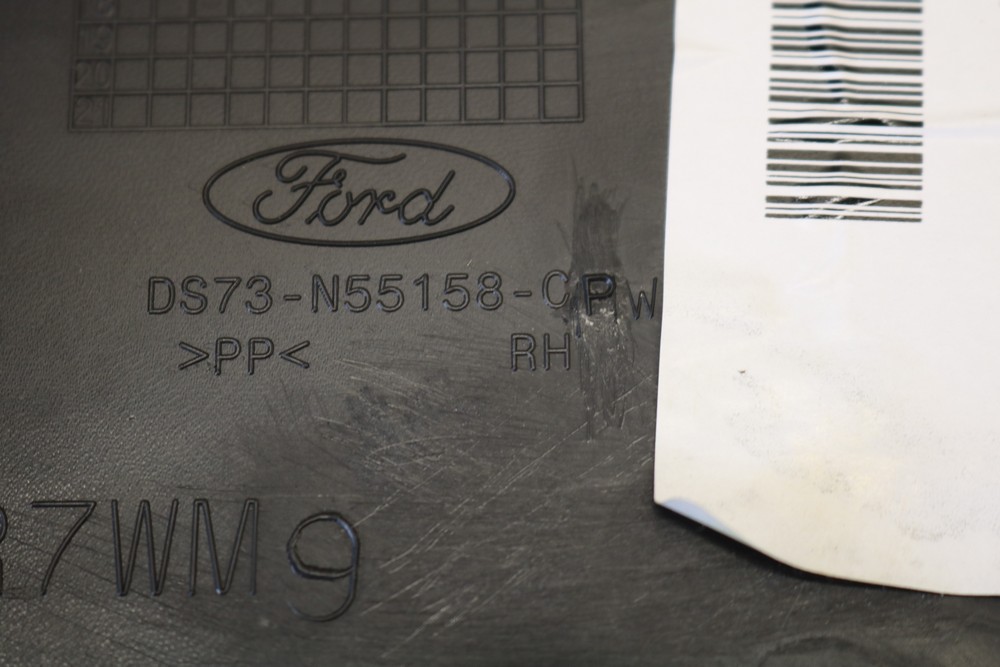 20
21
Ford
DS73-N55158-CPW
>PP< RH
7WM9